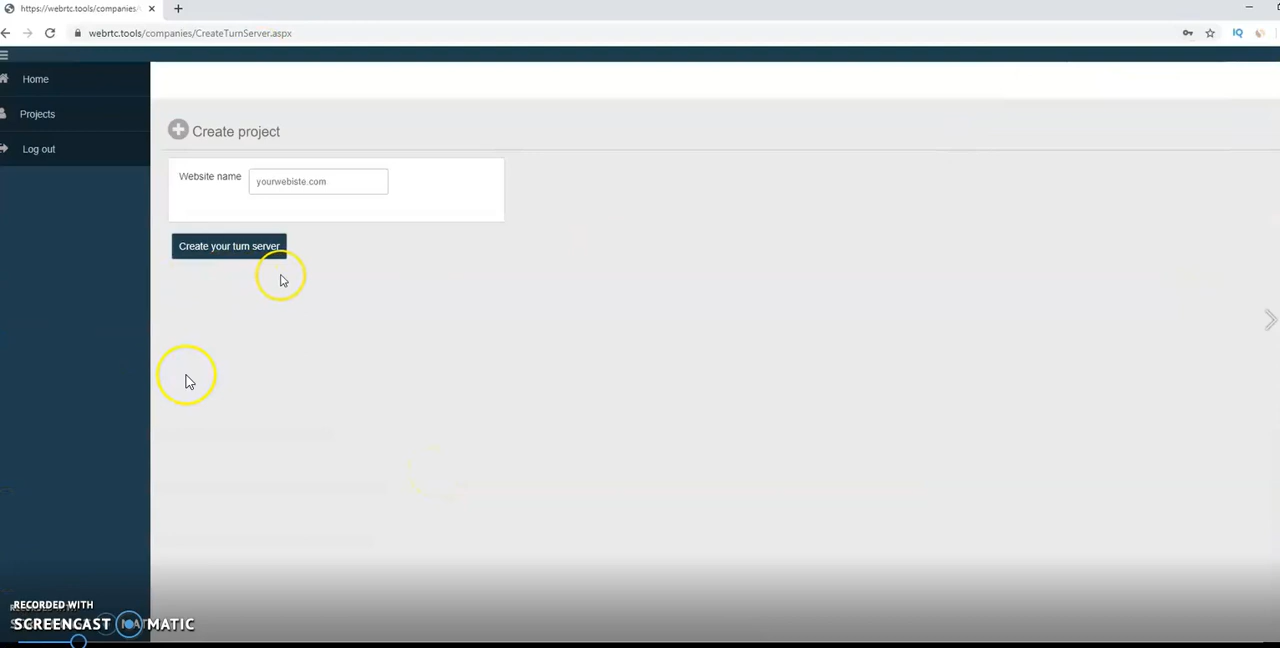 https://webrtc.tools/companies/
webrtc.tools/companies/CreateTurnServer.aspx
IQ
Home
Projects
Log out
Create project
Website name
yourwebiste.com
Create your turn server
RECORDED WITH
SCREENCAST MATIC